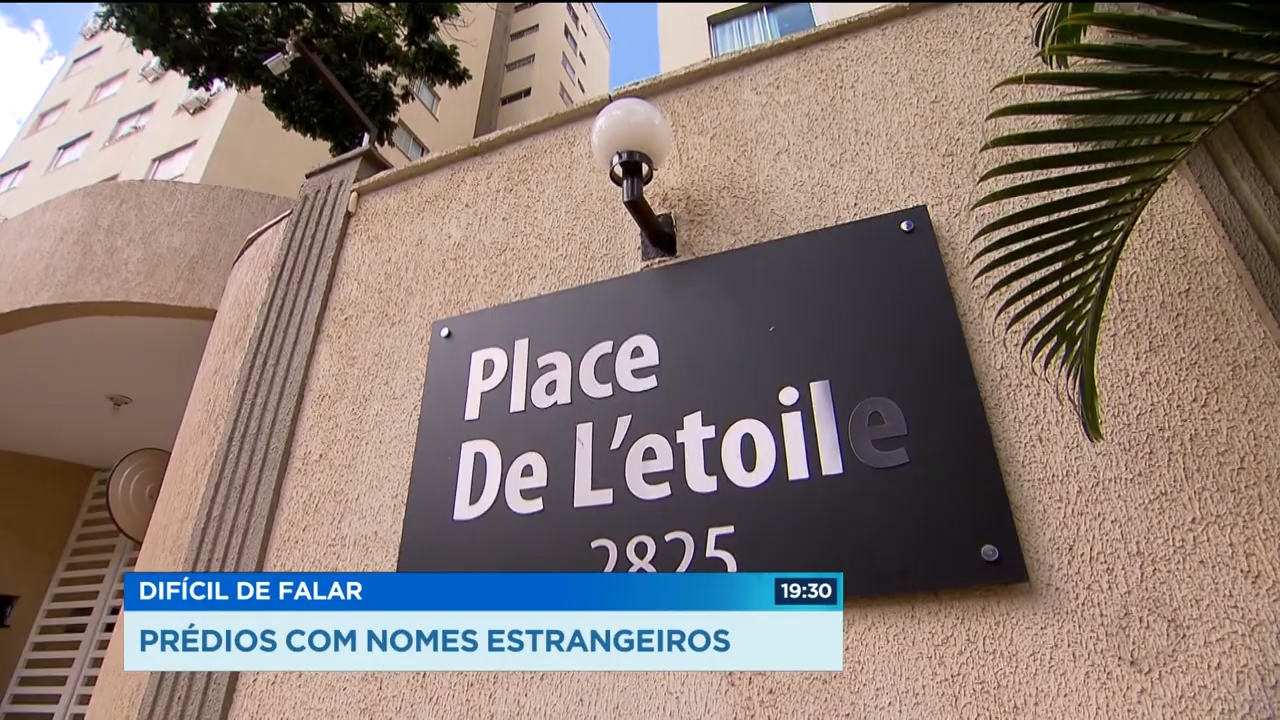 Place
De L'etoile
2825
DIFÍCIL DE FALAR
19:30
PRÉDIOS COM NOMES ESTRANGEIROS